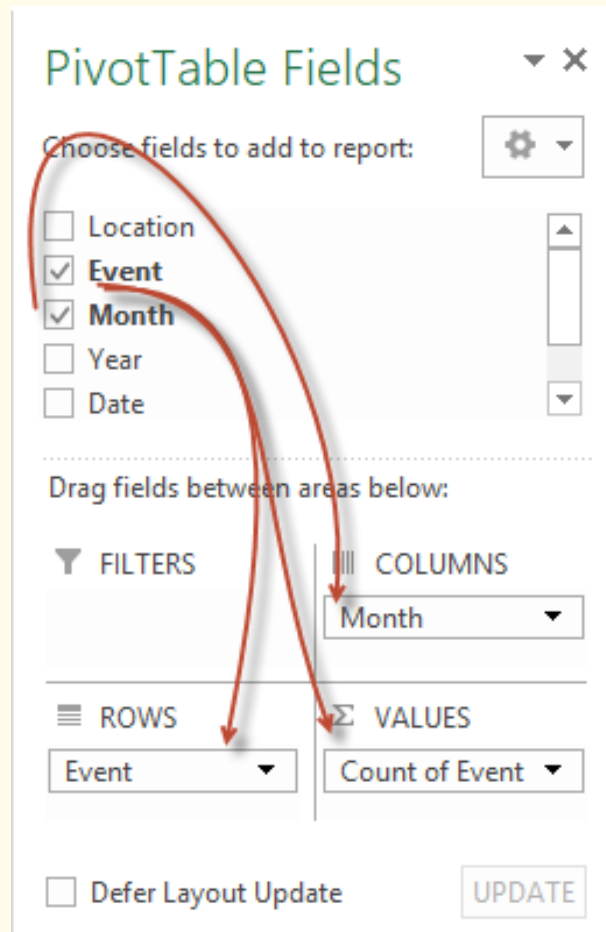 PivotTable Fields
Choose fields to add to report:
Location
Event
Month
Year
Date
Drag fields between areas below:
FILTERS
COLUMNS
Month
ROWS
Σ VALUES
Event
Count of Event
Defer Layout Update
UPDATE